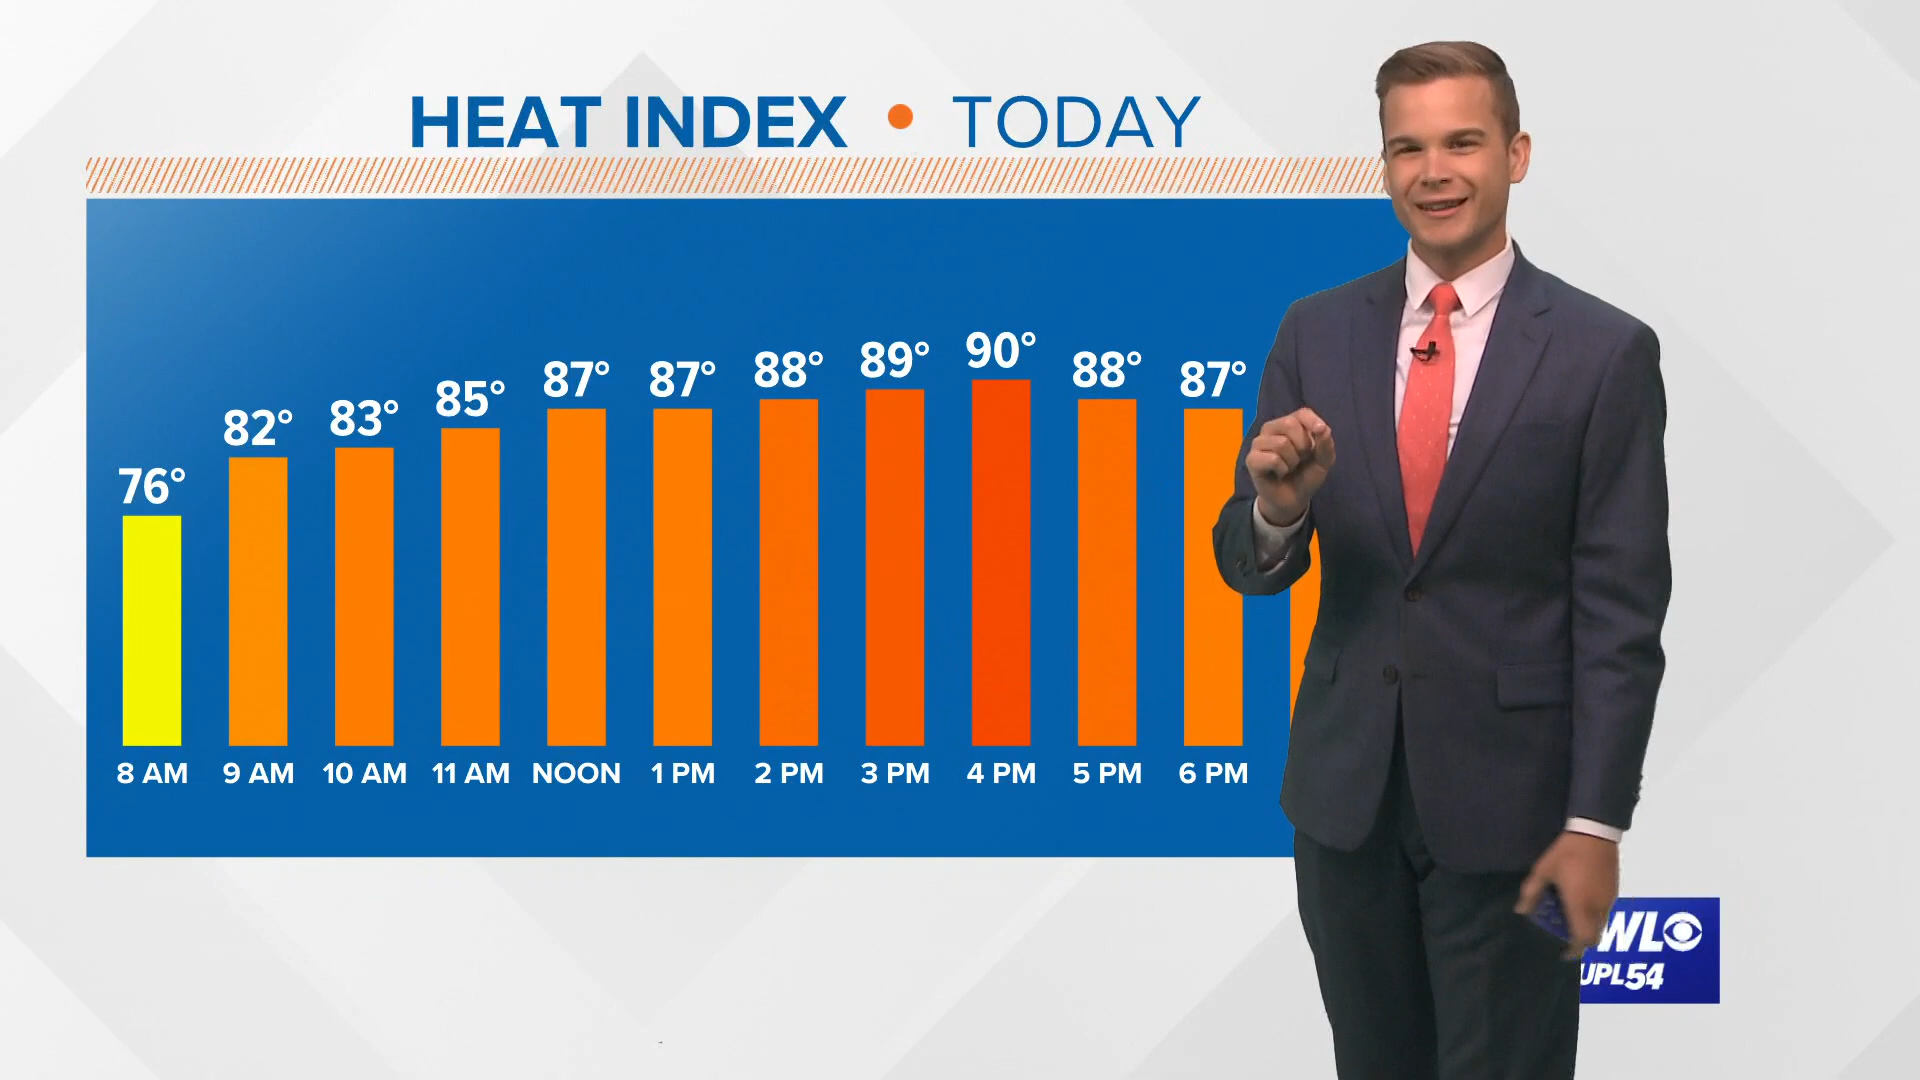 HEAT INDEX • TODAY
90°
89°
88°
88°
87°
87°
87°
85°
83°
82°
76°
8 AM 9 AM 10 AM 11 AM NOON 1 PM 2 PM 3 PM 4 PM 5 PM 6 PM
WL
UPL54